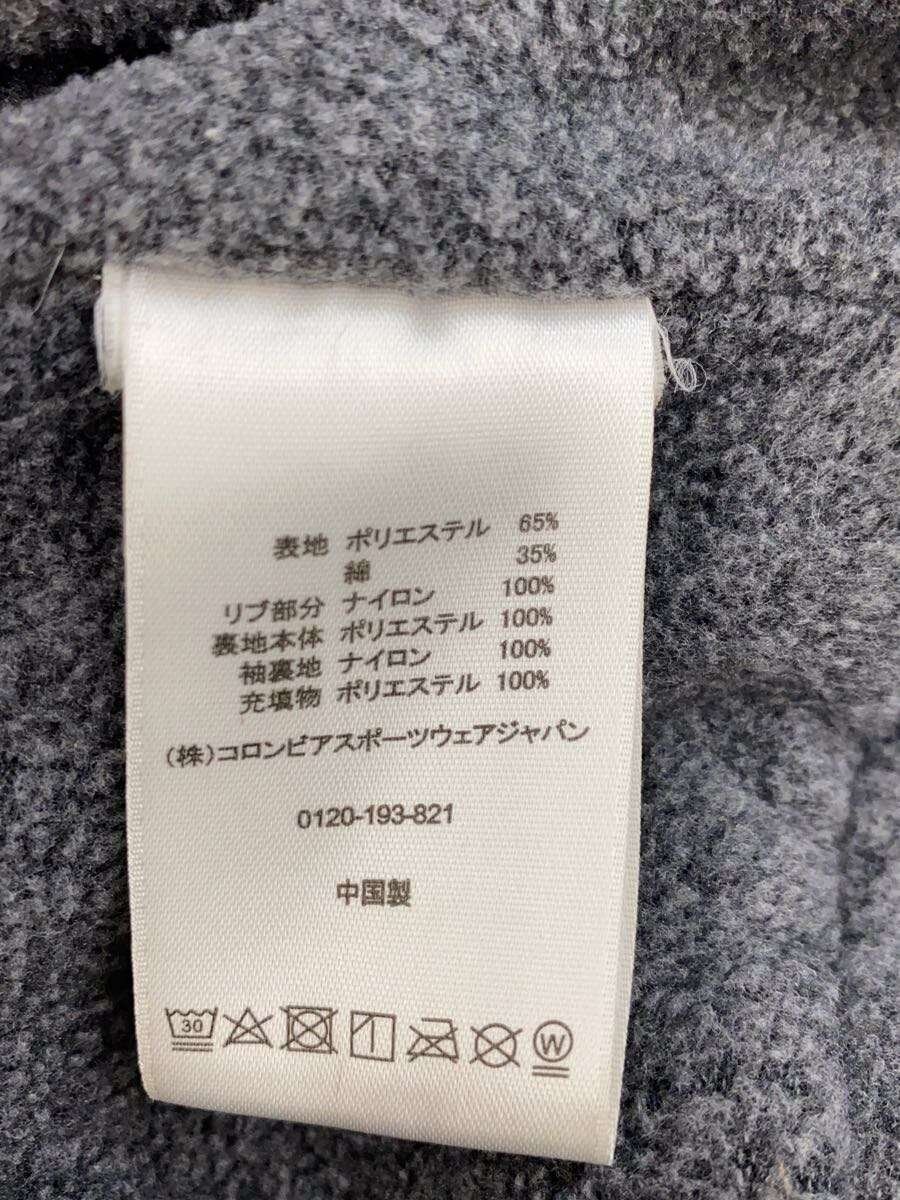 表地 ポリエステル 65%
綿 35%
リブ部分 ナイロン 100%
裏地本体 ポリエステル 100%
袖裏地 ナイロン 100%
充填物 ポリエステル 100%
(株)コロンビアスポーツウェアジャパン
0120-193-821
中国製
30 W